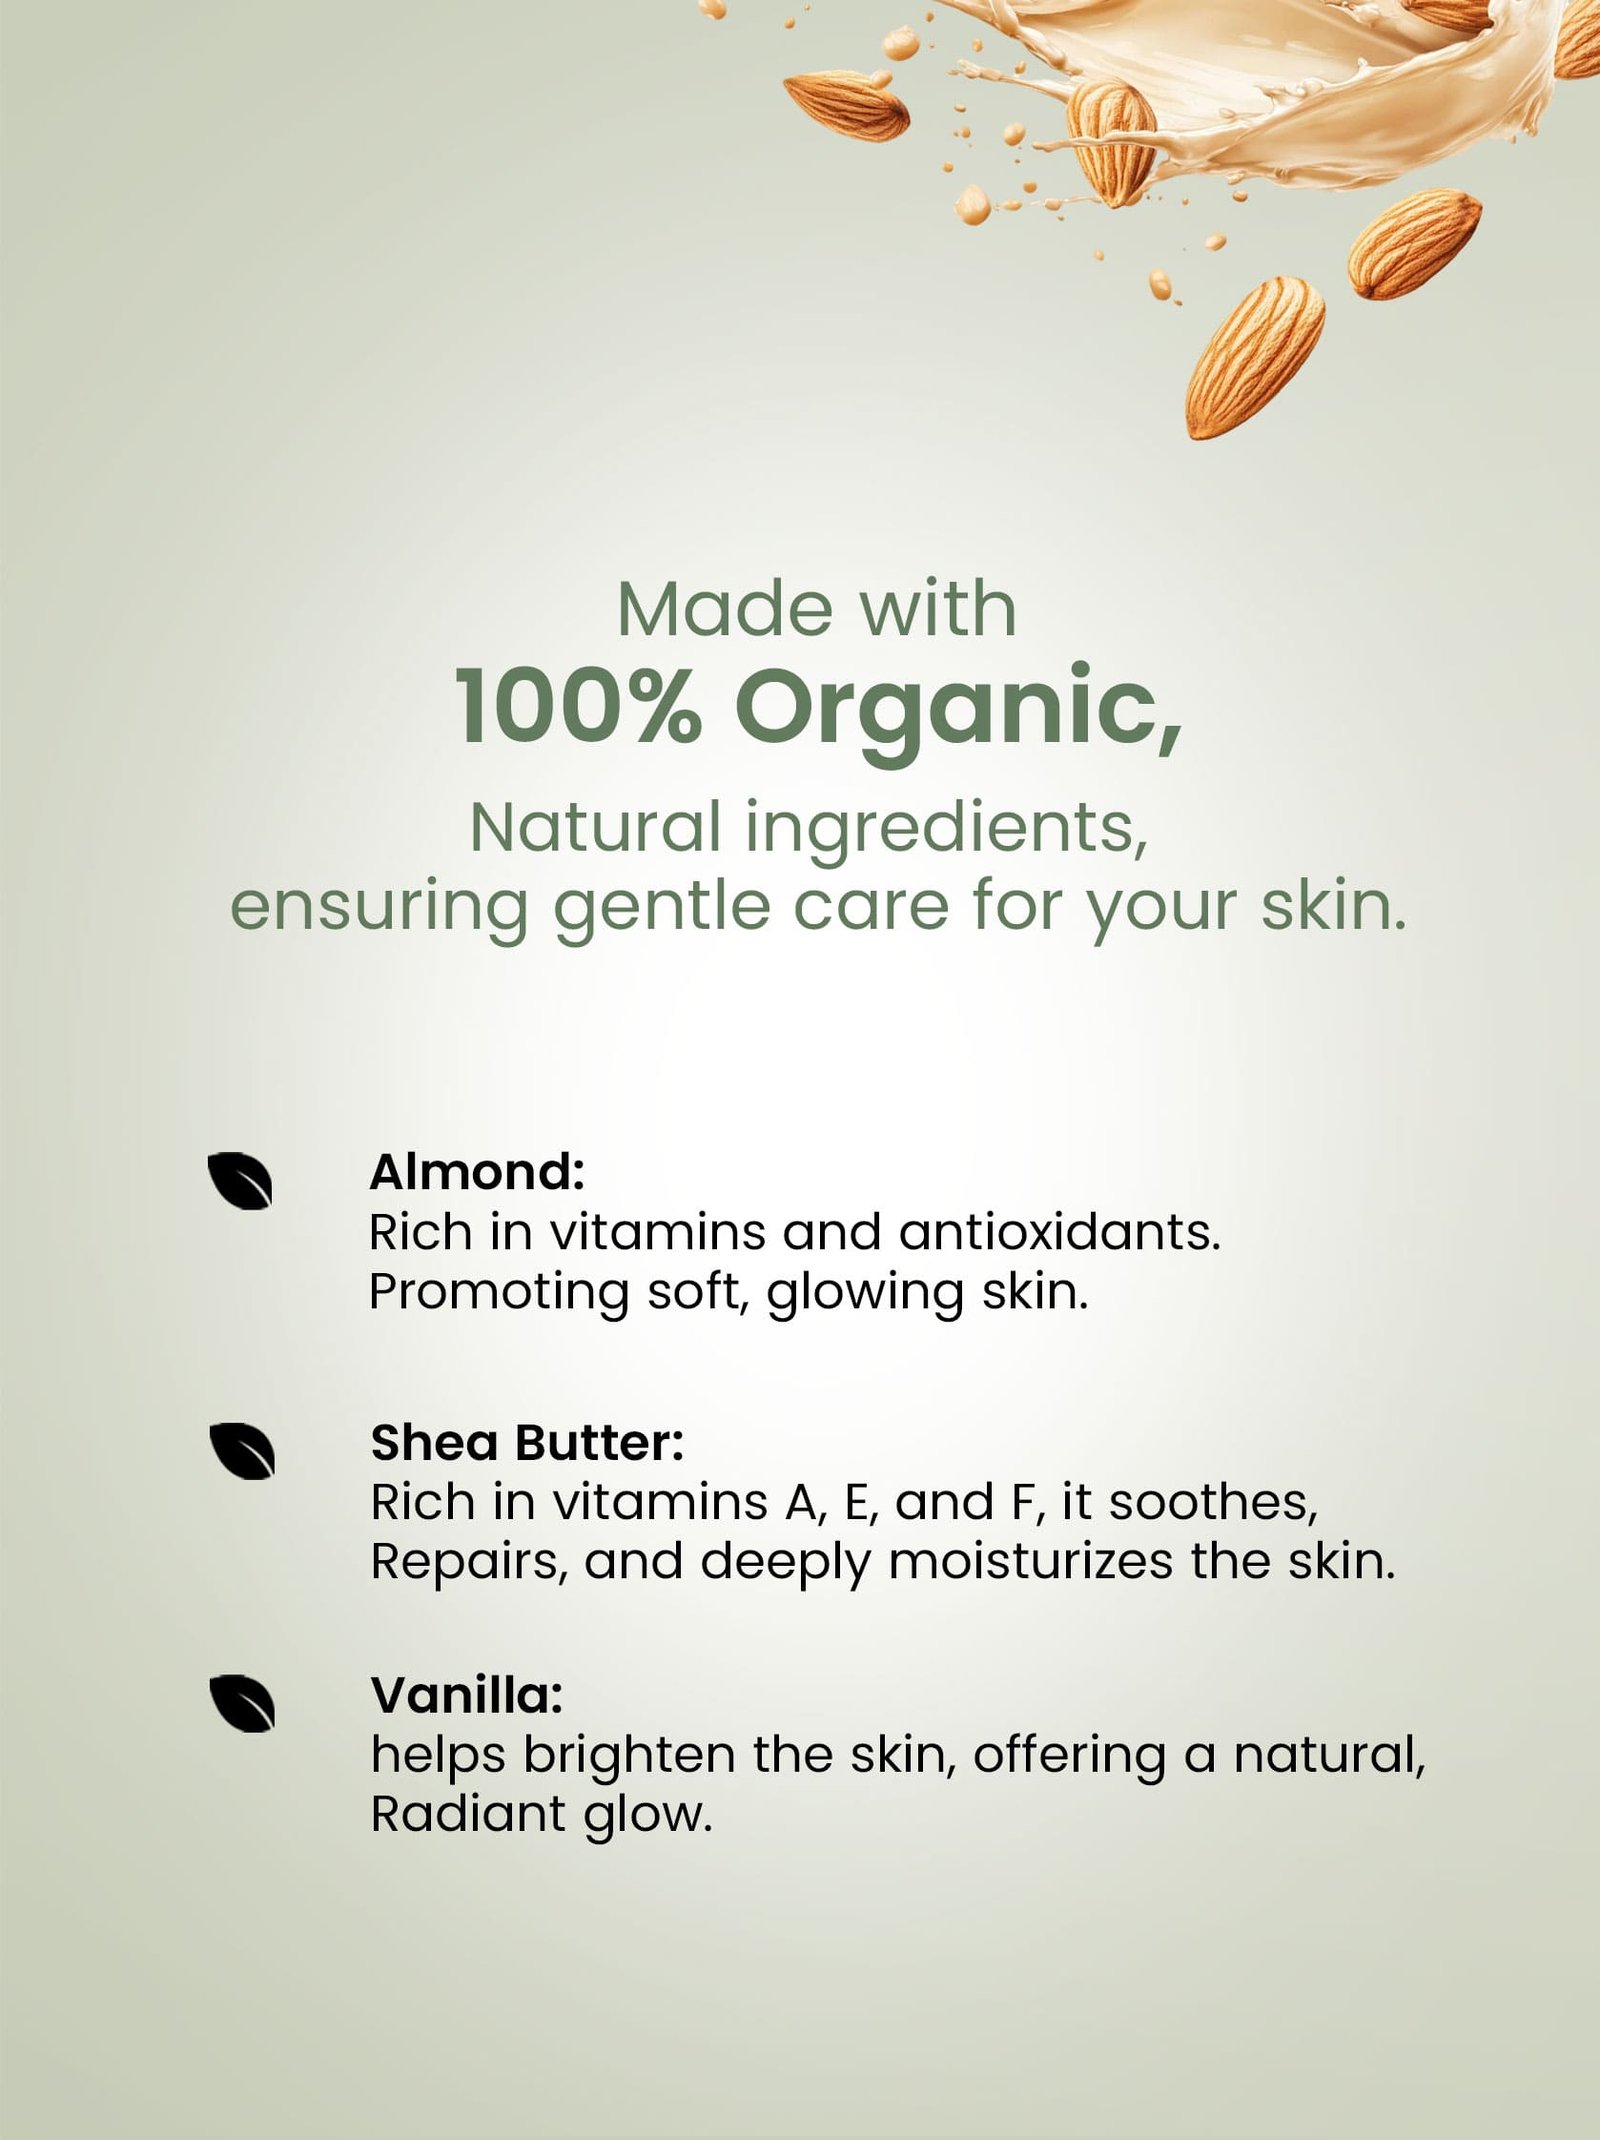 Made with
100% Organic,
Natural ingredients,
ensuring gentle care for your skin.
Almond:
Rich in vitamins and antioxidants.
Promoting soft, glowing skin.
Shea Butter:
Rich in vitamins A, E, and F, it soothes,
Repairs, and deeply moisturizes the skin.
Vanilla:
helps brighten the skin, offering a natural,
Radiant glow.